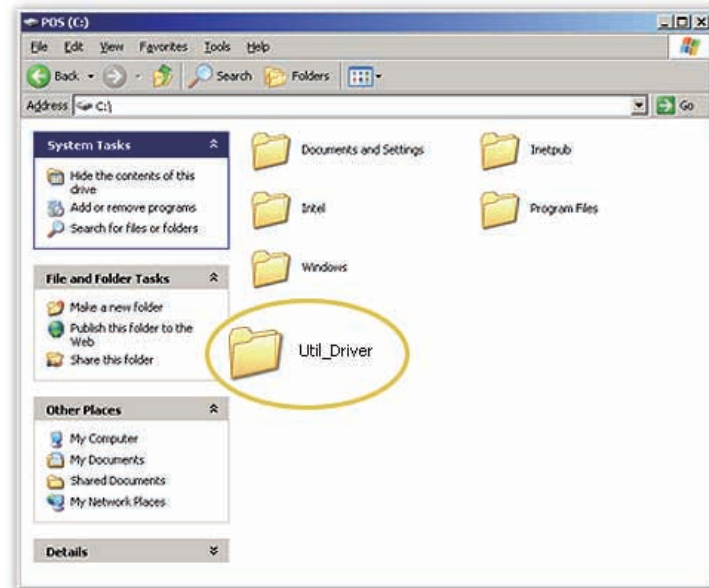 POS (C:)
File Edit View Favorites Tools Help
Back Search Folders
Address C:\ Go
System Tasks
Hide the contents of this
drive
Add or remove programs
Search for files or folders
File and Folder Tasks
Make a new folder
Publish this folder to the
Web
Share this folder
Other Places
My Computer
My Documents
Shared Documents
My Network Places
Details
Documents and Settings
Inetpub
Intel
Program Files
Windows
Util_Driver